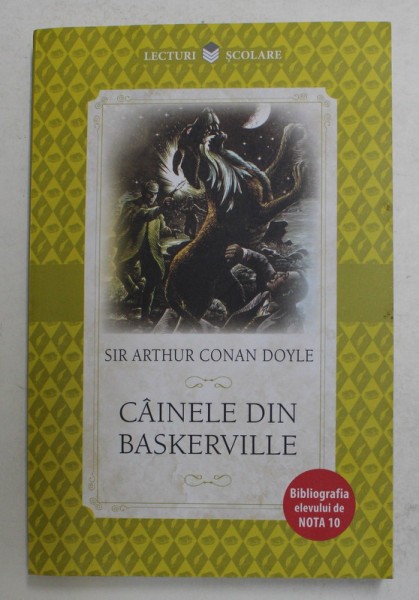 LECTURI ȘCOLARE
SIR ARTHUR CONAN DOYLE
CÂINELE DIN
BASKERVILLE
Bibliografia
elevului de
NOTA 10